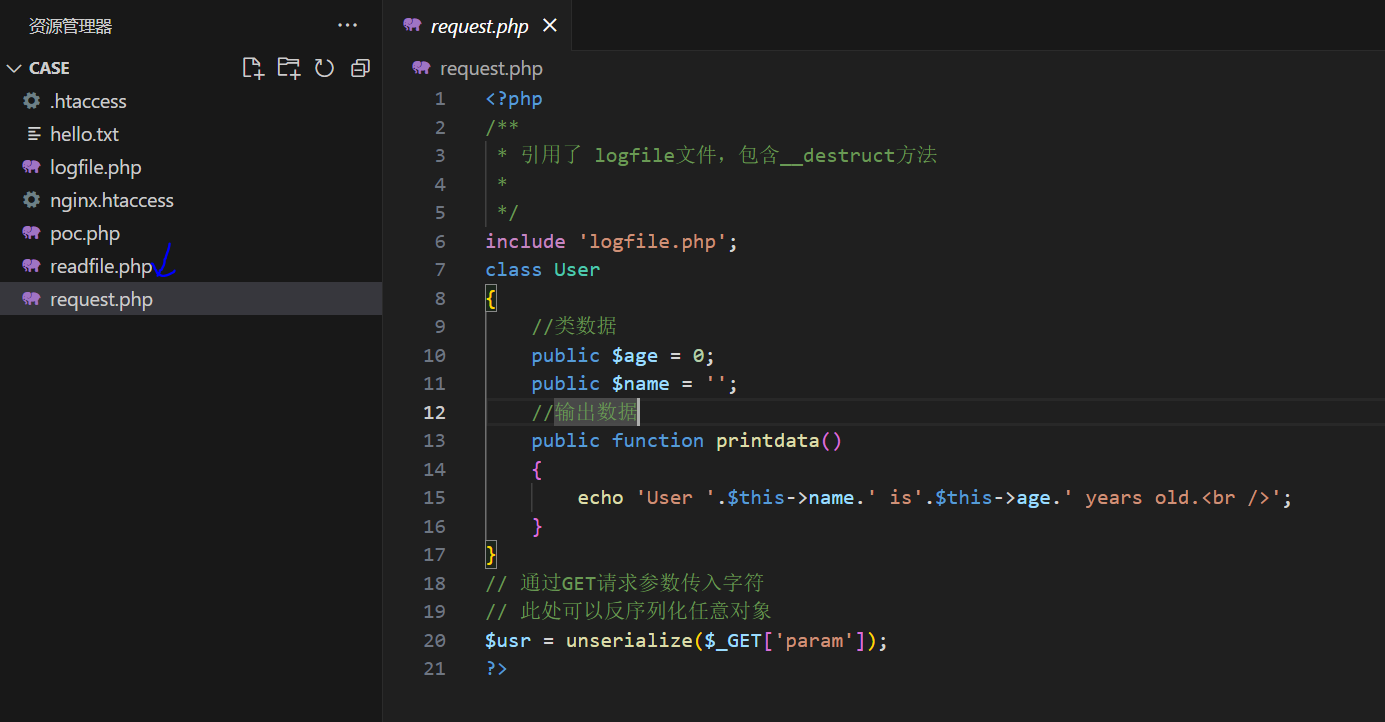 资源管理器
···
CASE
.htaccess
hello.txt
logfile.php
nginx.htaccess
poc.php
readfile.php
request.php
request.php
request.php
1 <?php
2 /**
3 * 引用了 logfile文件，包含__destruct方法
4 *
5 */
6 include 'logfile.php';
7 class User
8 {
9 //类数据
10 public $age = 0;
11 public $name = '';
12 //输出数据
13 public function printdata()
14 {
15 echo 'User '.$this->name.' is'.$this->age.' years old.<br />';
16 }
17 }
18 // 通过GET请求参数传入字符
19 // 此处可以反序列化任意对象
20 $usr = unserialize($_GET['param']);
21 ?>